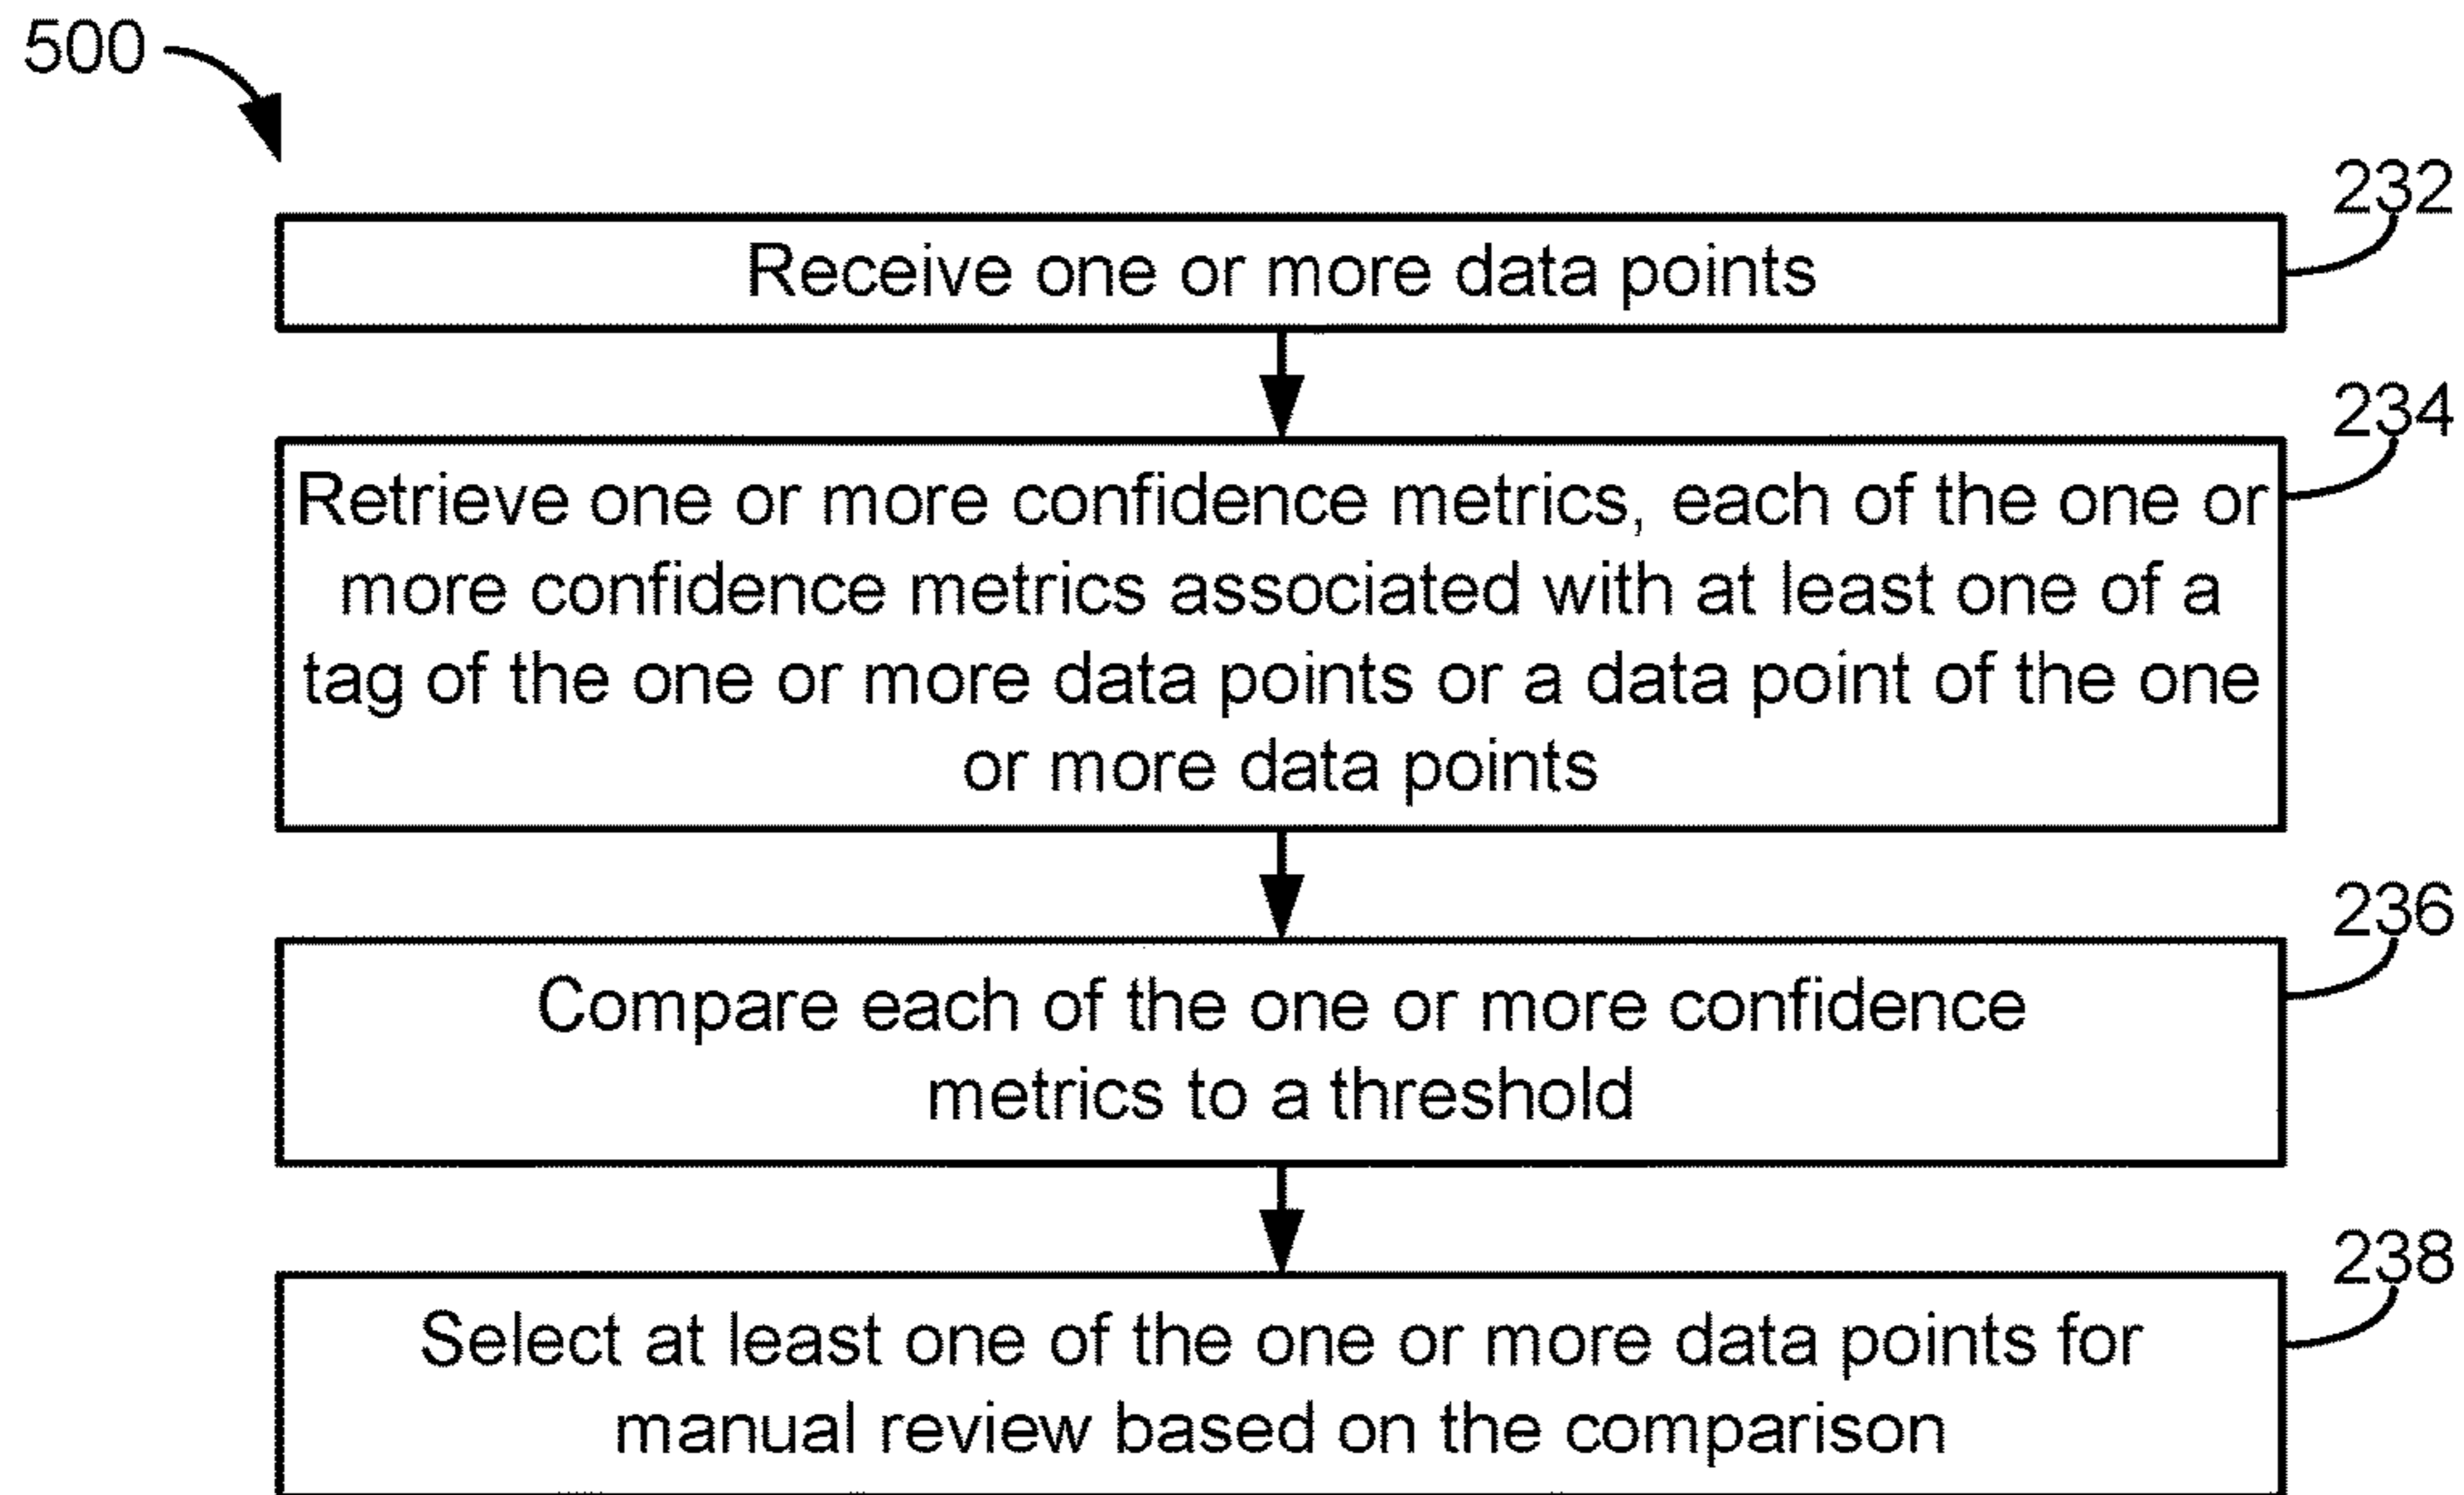 500
232
Receive one or more data points
234
Retrieve one or more confidence metrics, each of the one or
more confidence metrics associated with at least one of a
tag of the one or more data points or a data point of the one
or more data points
236
Compare each of the one or more confidence
metrics to a threshold
238
Select at least one of the one or more data points for
manual review based on the comparison